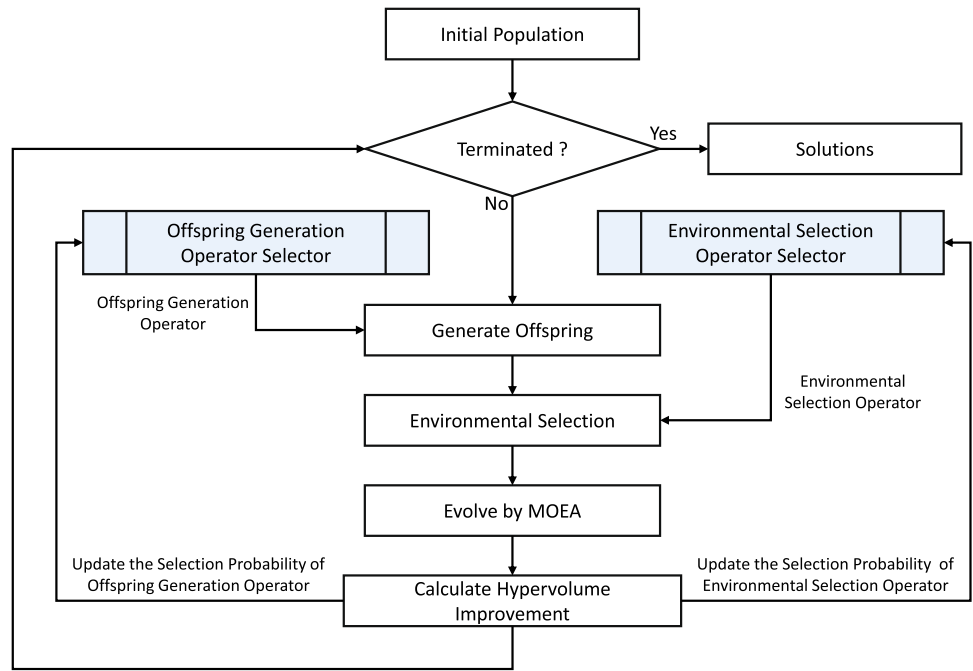 Initial Population
Terminated ?
Yes
Solutions
No
Offspring Generation
Operator Selector
Environmental Selection
Operator Selector
Offspring Generation
Operator
Generate Offspring
Environmental
Selection Operator
Environmental Selection
Evolve by MOEA
Update the Selection Probability of
Offspring Generation Operator
Calculate Hypervolume
Improvement
Update the Selection Probability of
Environmental Selection Operator